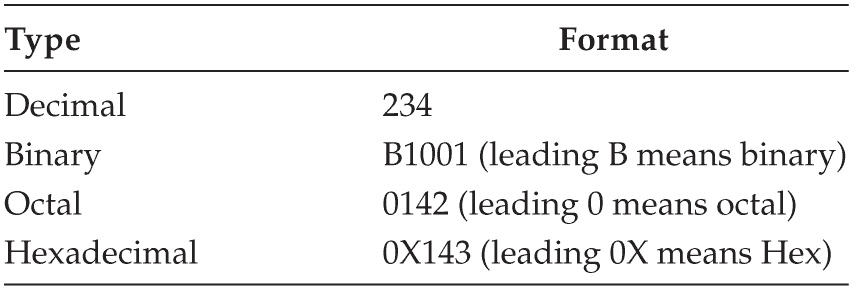 Type Format
Decimal 234
Binary B1001 (leading B means binary)
Octal 0142 (leading 0 means octal)
Hexadecimal 0X143 (leading 0X means Hex)